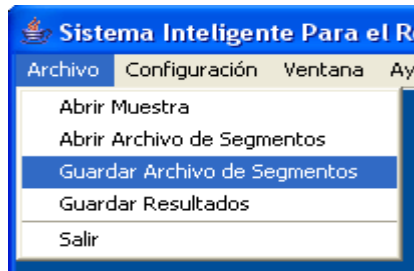 Sistema Inteligente Para el R
Archivo Configuración Ventana Ay
Abrir Muestra
Abrir Archivo de Segmentos
Guardar Archivo de Segmentos
Guardar Resultados
Salir